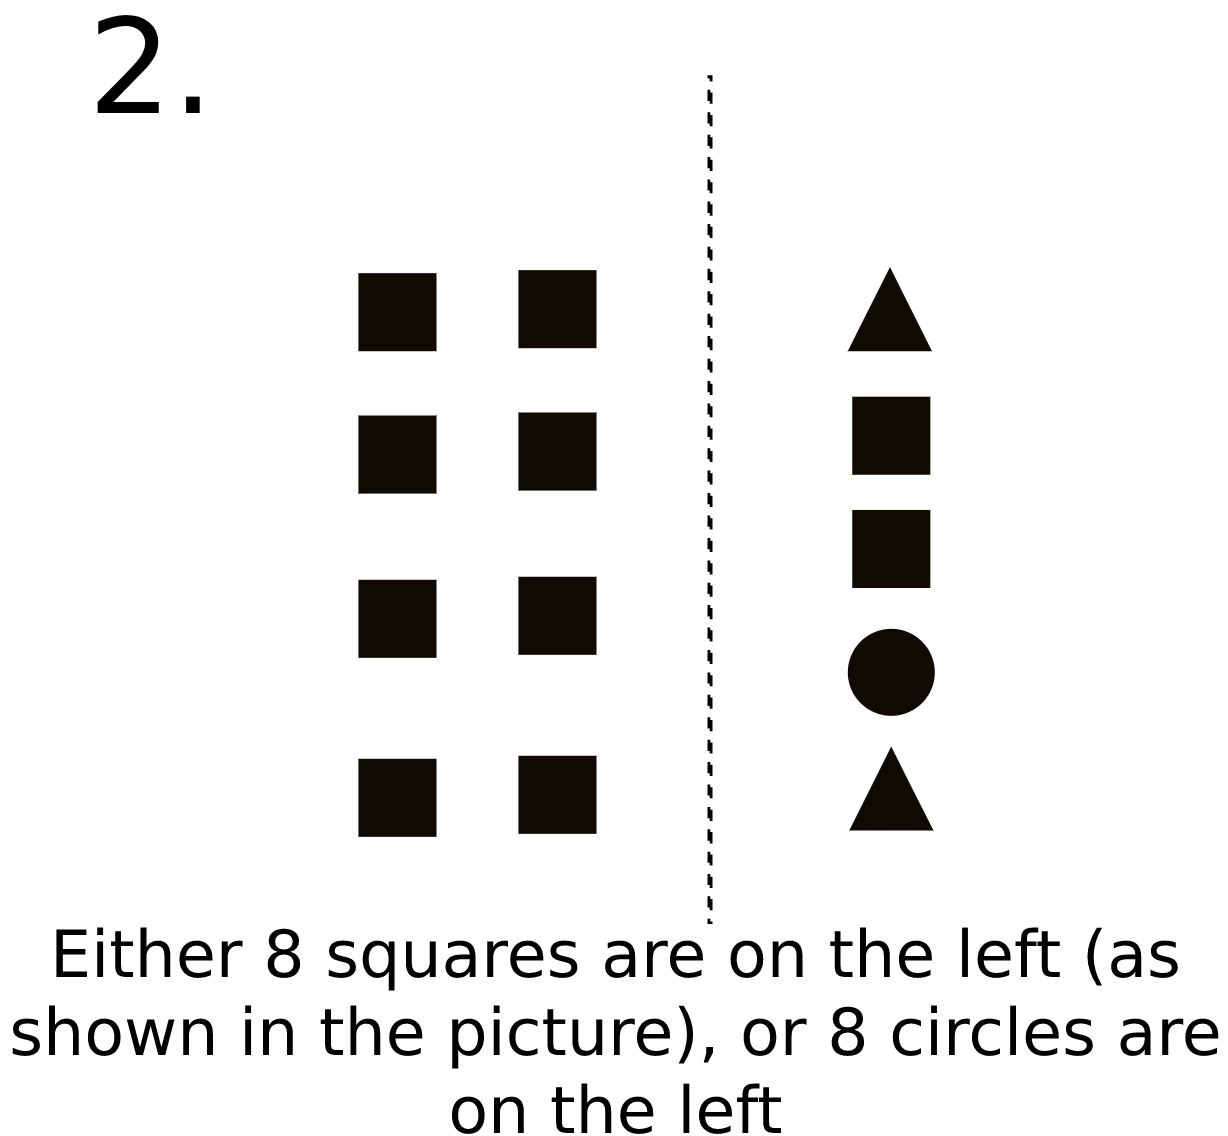 2.
Either 8 squares are on the left (as
shown in the picture), or 8 circles are
on the left